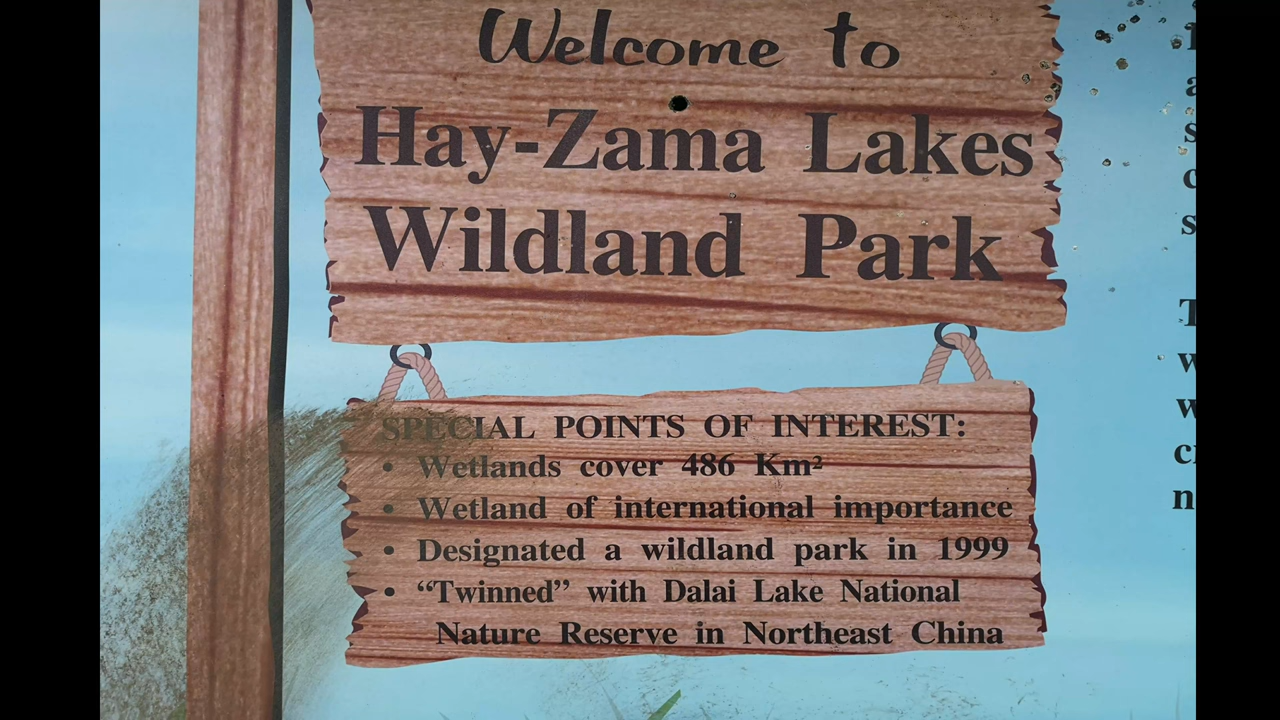 Welcome to
Hay-Zama Lakes
Wildland Park
SPECIAL POINTS OF INTEREST:
• Wetlands cover 486 Km²
• Wetland of international importance
• Designated a wildland park in 1999
• “Twinned” with Dalai Lake National
Nature Reserve in Northeast China